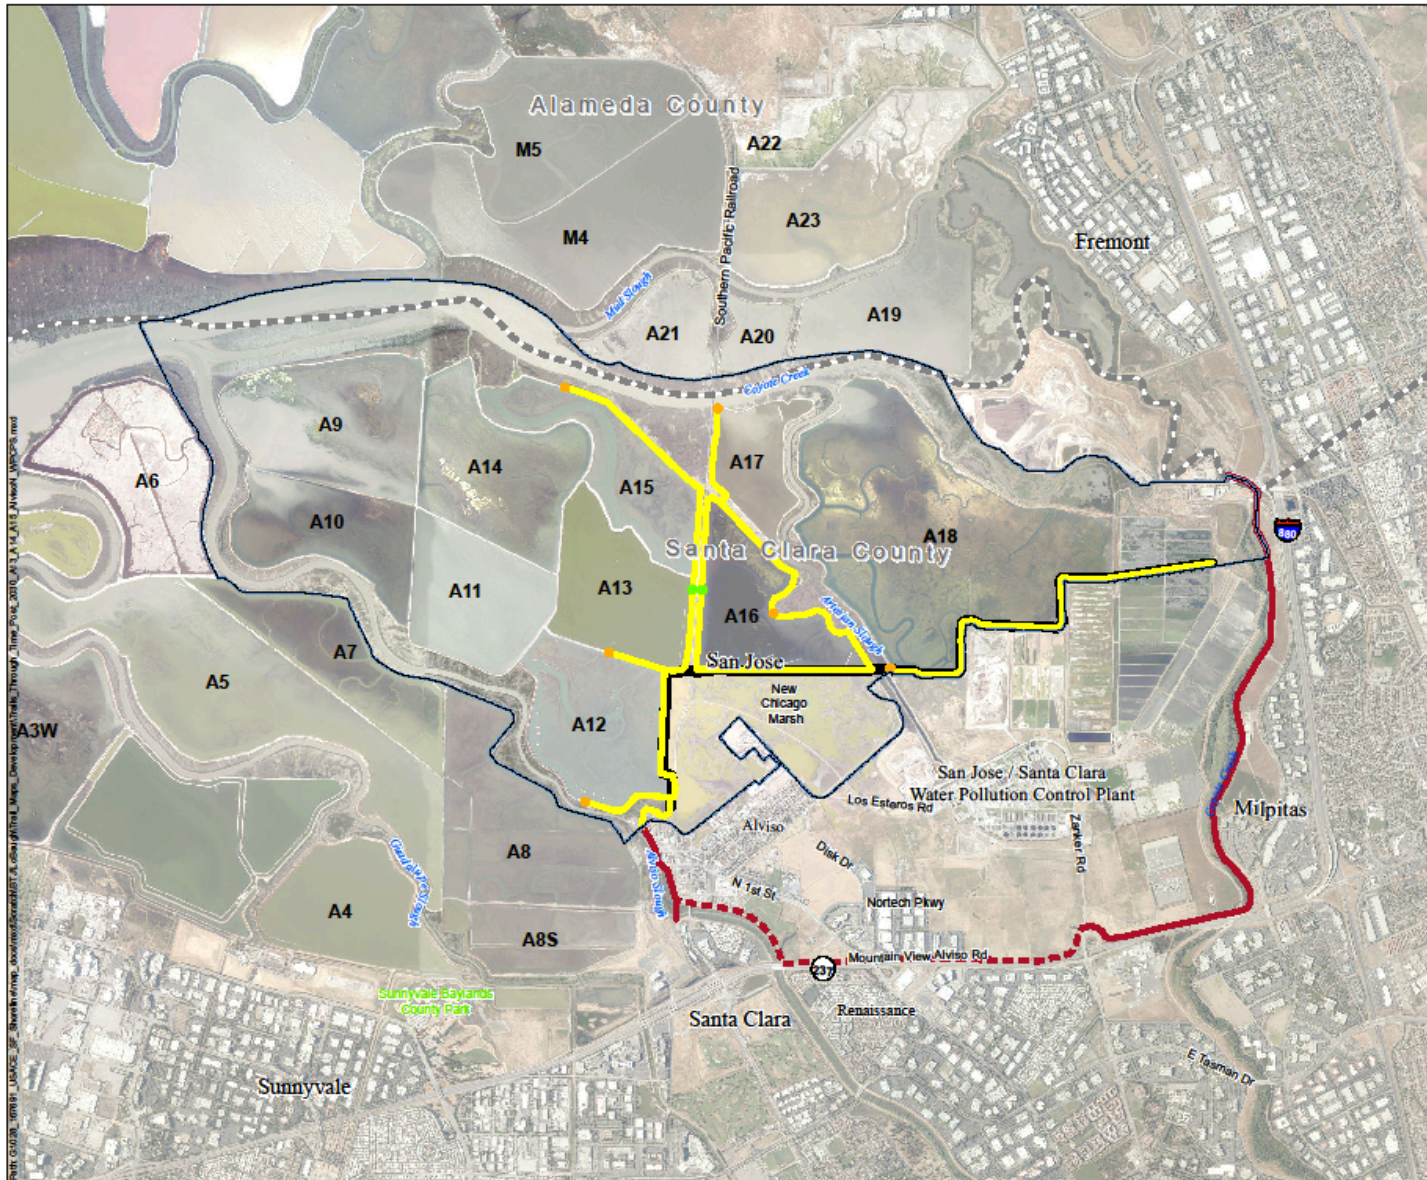 Alameda County
A22
M5
Southern Pacific Railroad
A23
M4
Fremont
Mud Slough
A19
A21
A20
Coyote Creek
A9
A14
A6
A17
A15
A10
A18
880
Santa Clara County
A11
A13
A16
Artesian Slough
A7
San Jose
A5
New
Chicago
Marsh
A3W
A12
San Jose / Santa Clara
Water Pollution Control Plant
Los Esteros Rd
Milpitas
Alviso
Zanker Rd
Disk Dr
A8
Alviso Slough
Guadalupe Slough
N 1st St
Nortech Pkwy
A4
A8S
Mountain View Alviso Rd
237
Sunnyvale Baylands
County Park
Santa Clara
Renaissance
E Tasman Dr
Sunnyvale